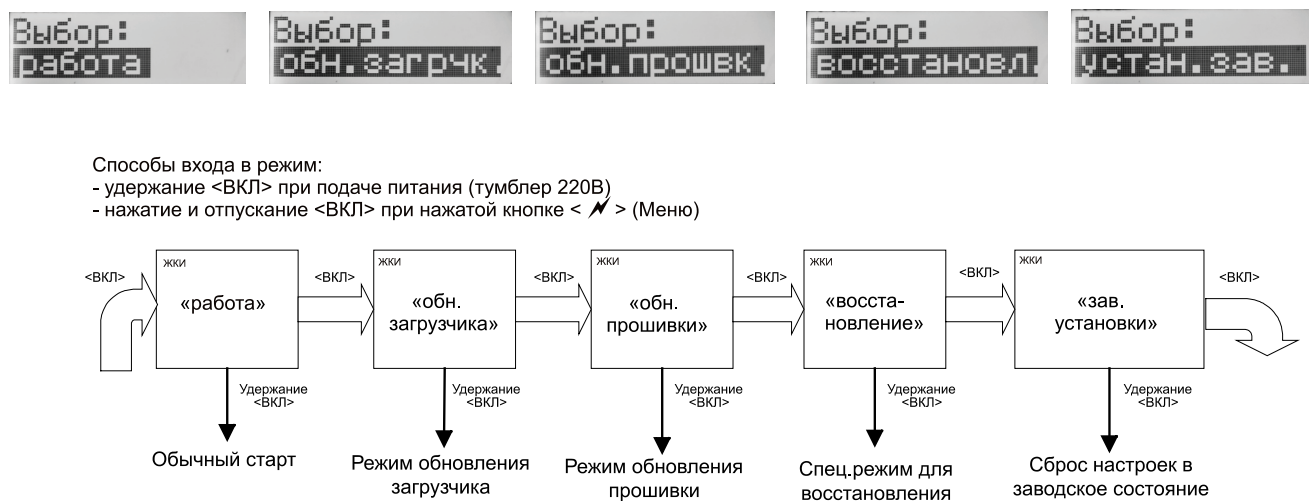 Выбор:
работа
Выбор:
обн.загрчк.
Выбор:
обн.прошвк.
Выбор:
восстановл.
Выбор:
устан.зав.
Способы входа в режим:
- удержание <ВКЛ> при подаче питания (тумблер 220В)
- нажатие и отпускание <ВКЛ> при нажатой кнопке < > (Меню)
<ВКЛ>
жки
«работа»
<ВКЛ>
жки
«обн.
загрузчика»
<ВКЛ>
жки
«обн.
прошивки»
<ВКЛ>
жки
«восста-
новление»
<ВКЛ>
жки
«зав.
установки»
<ВКЛ>
Удержание
<ВКЛ>
Удержание
<ВКЛ>
Удержание
<ВКЛ>
Удержание
<ВКЛ>
Удержание
<ВКЛ>
Обычный старт
Режим обновления
загрузчика
Режим обновления
прошивки
Спец.режим для
восстановления
Сброс настроек в
заводское состояние